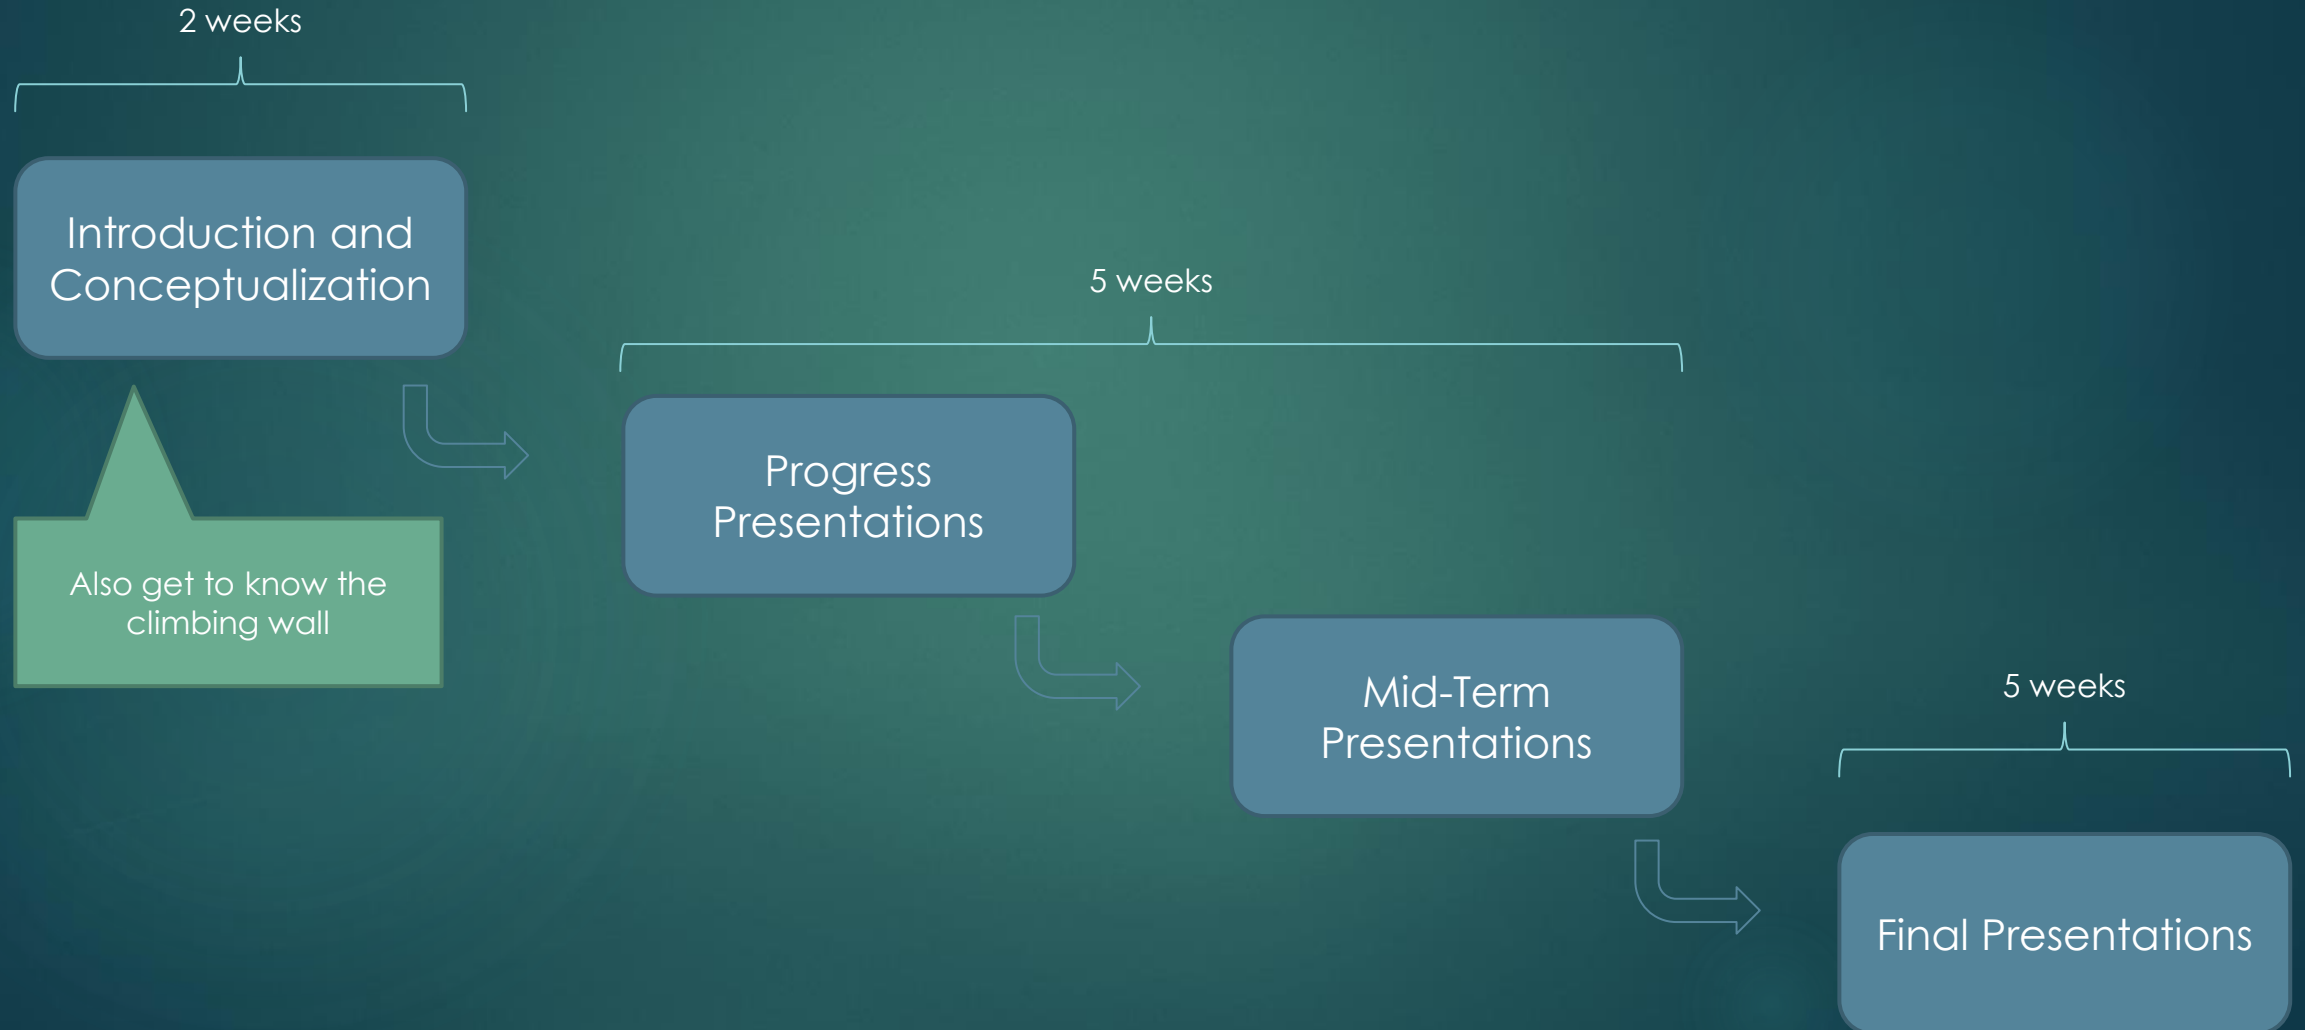 2 weeks
Introduction and
Conceptualization
Also get to know the
climbing wall
5 weeks
Progress
Presentations
Mid-Term
Presentations
5 weeks
Final Presentations